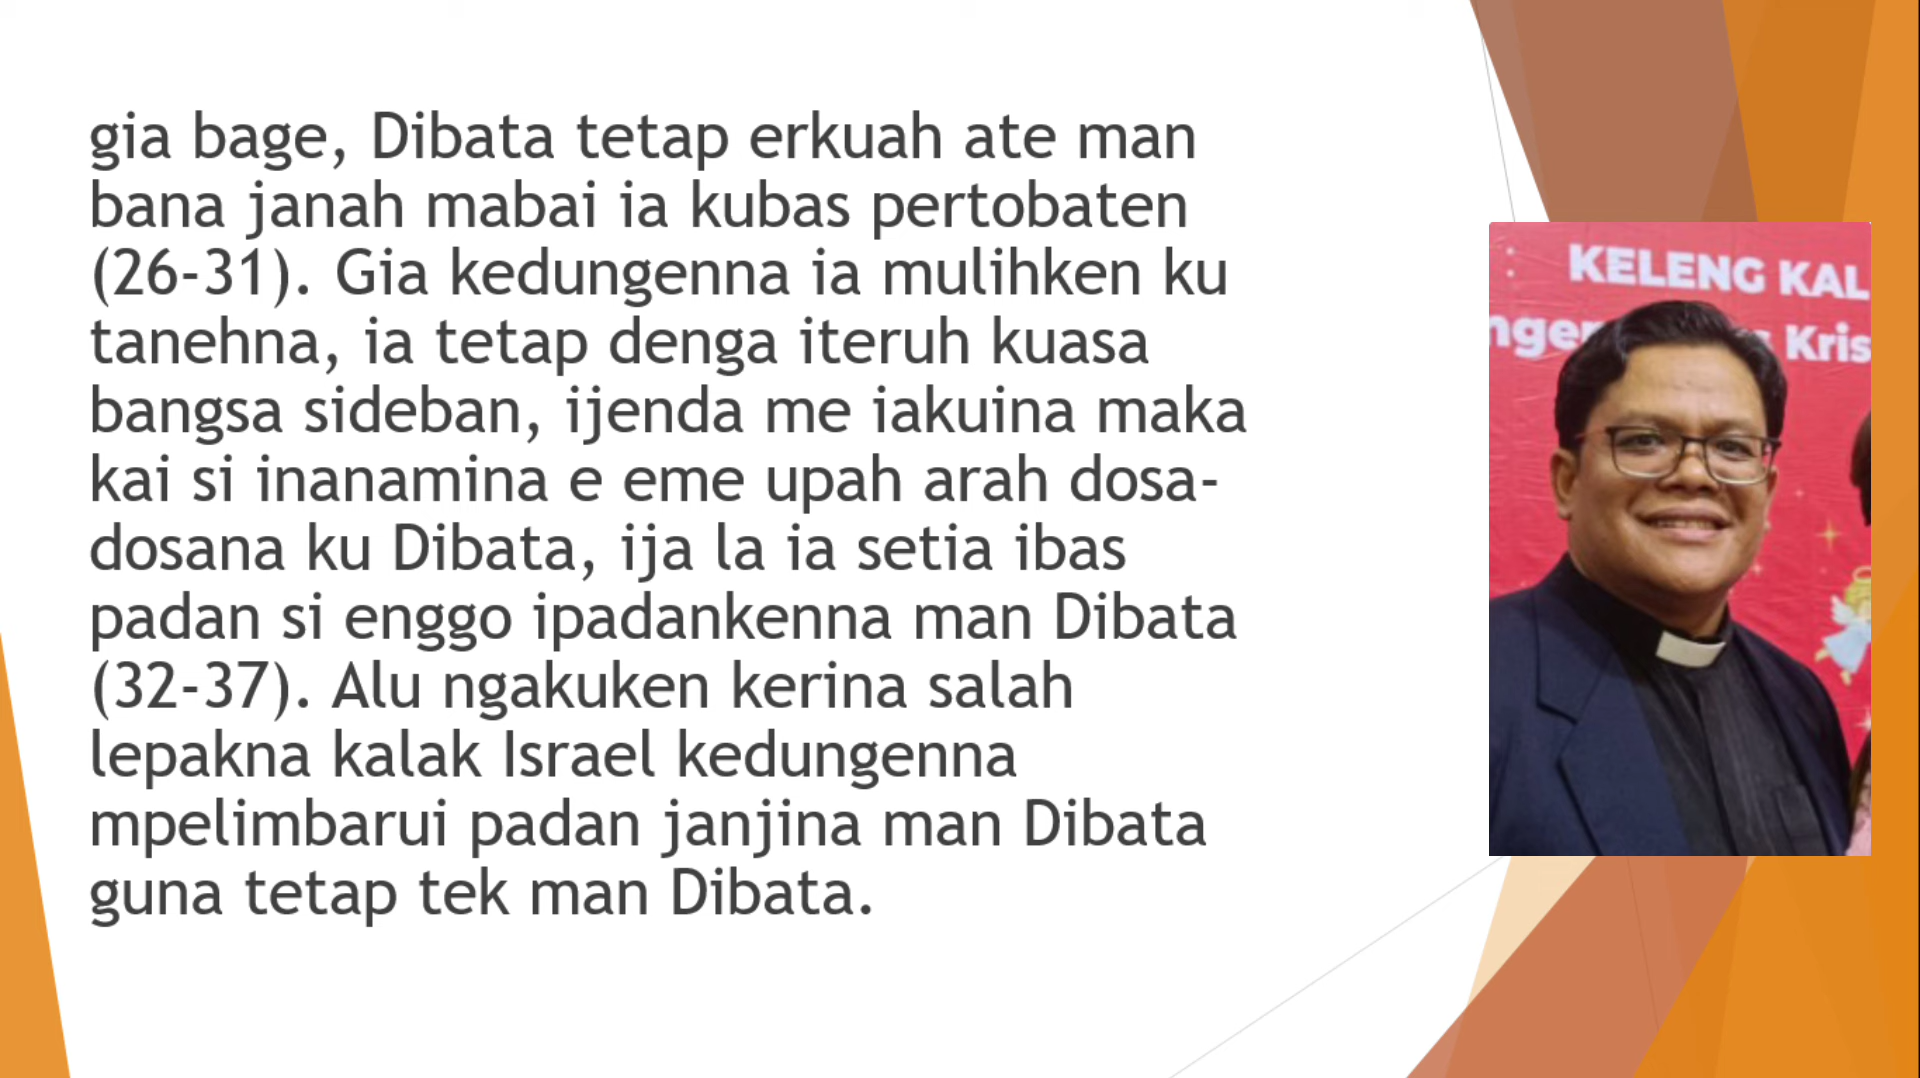 gia bage, Dibata tetap erkuah ate man
bana janah mabai ia kubas pertobaten
(26-31). Gia kedungenna ia mulihken ku
tanehna, ia tetap denga iteruh kuasa
bangsa sideban, ijenda me iakuina maka
kai si inanamina e eme upah arah dosa-
dosana ku Dibata, ija la ia setia ibas
padan si enggo ipadankenna man Dibata
(32-37). Alu ngakuken kerina salah
lepakna kalak Israel kedungenna
mpelimbarui padan janjina man Dibata
guna tetap tek man Dibata.
KELENG KAL
Kris